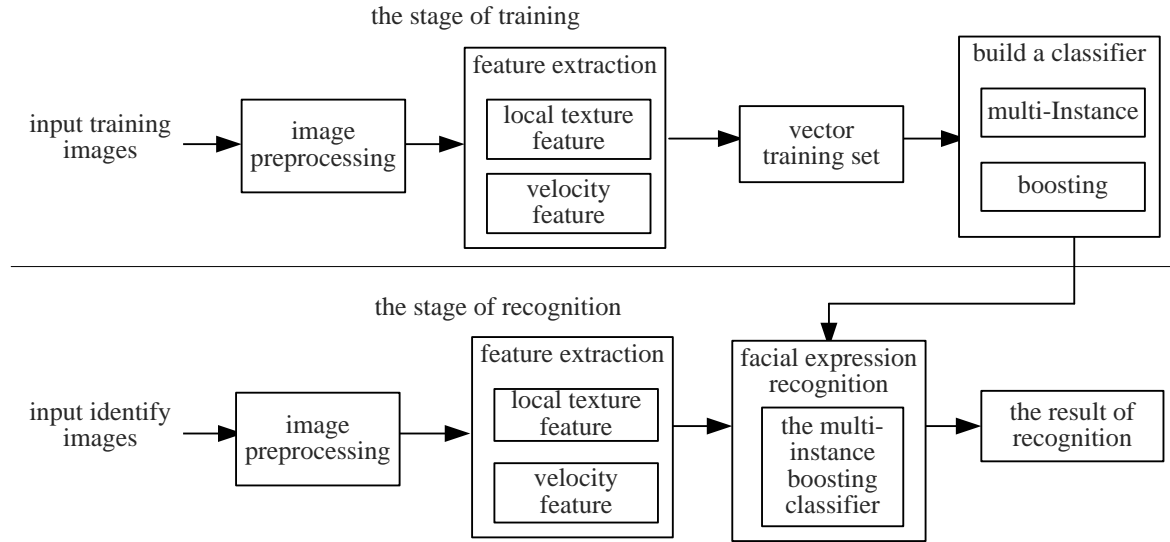 the stage of training
input training
images
image
preprocessing
feature extraction
local texture
feature
velocity
feature
vector
training set
build a classifier
multi-Instance
boosting
the stage of recognition
input identify
images
image
preprocessing
feature extraction
local texture
feature
velocity
feature
facial expression
recognition
the multi-
instance
boosting
classifier
the result of
recognition